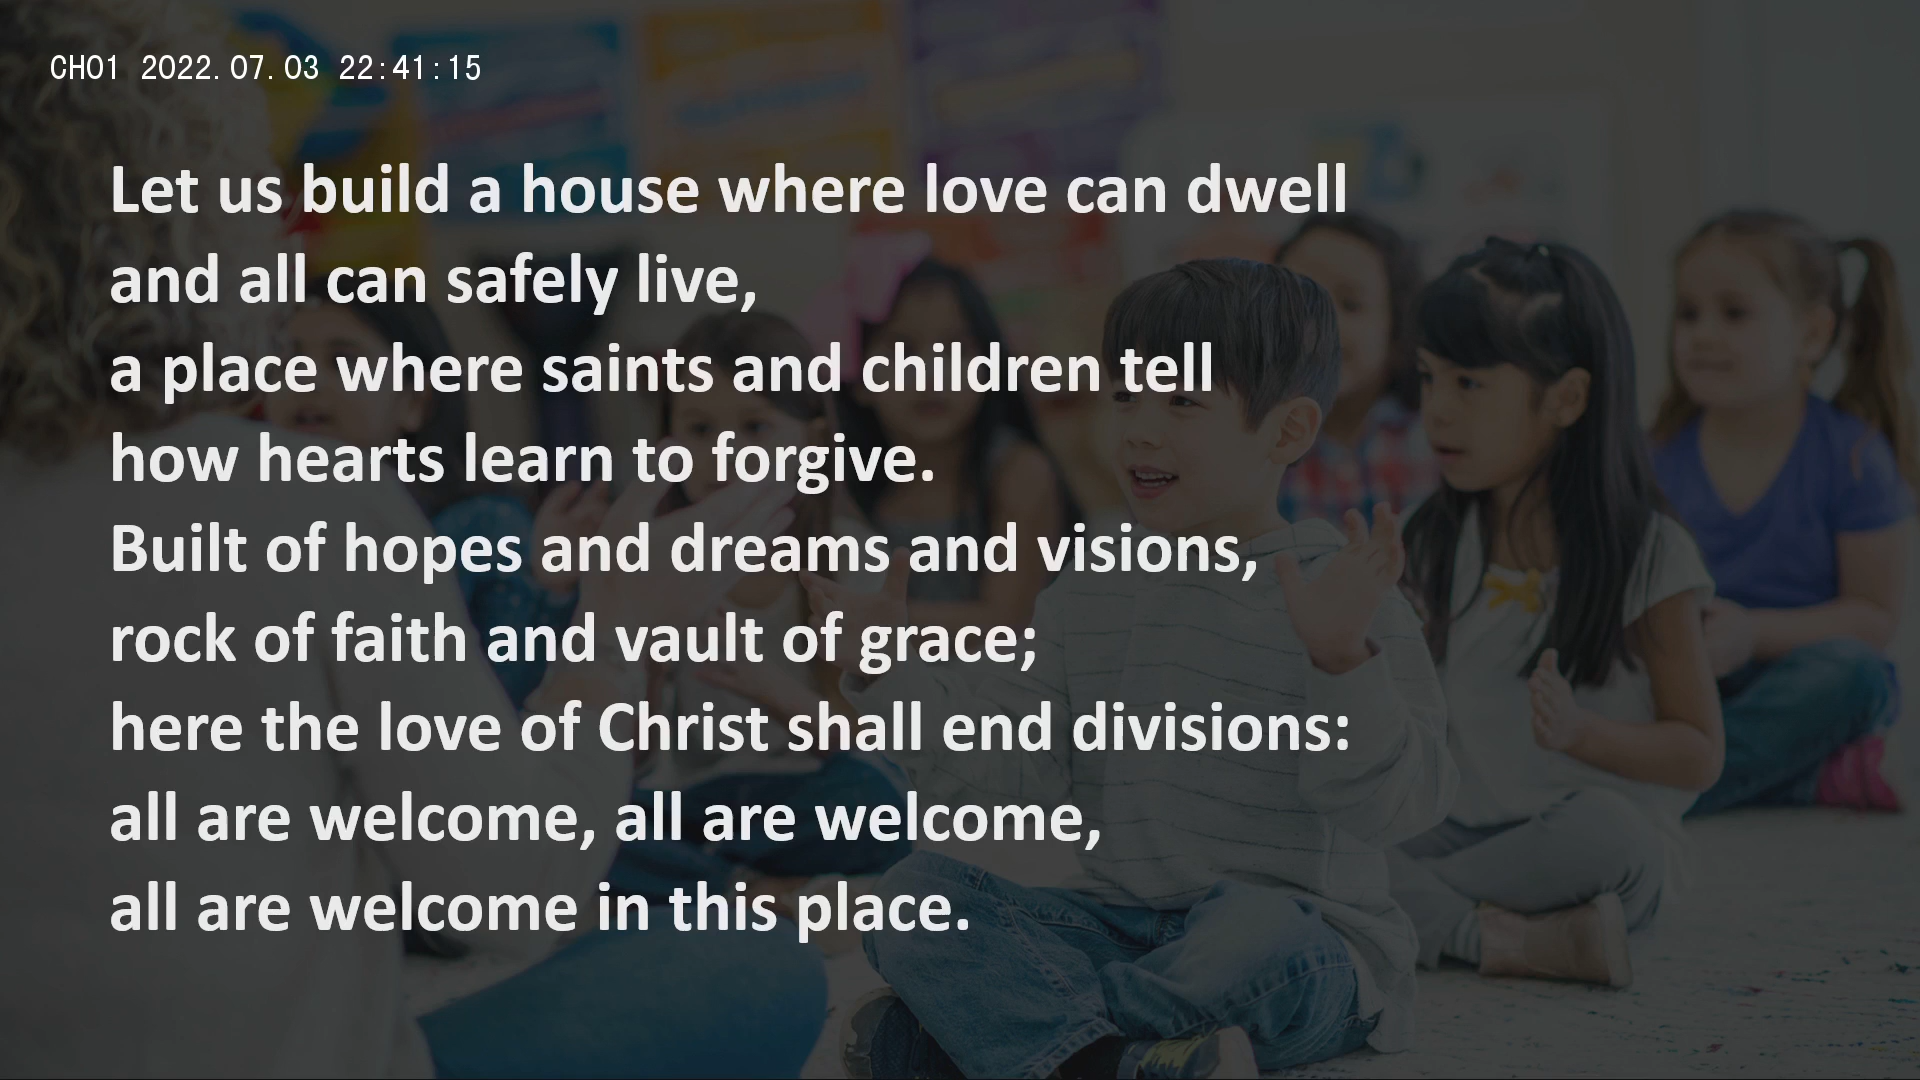 CH01 2022.07.03 22:41:15
Let us build a house where love can dwell
and all can safely live,
a place where saints and children tell
how hearts learn to forgive.
Built of hopes and dreams and visions,
rock of faith and vault of grace;
here the love of Christ shall end divisions:
all are welcome, all are welcome,
all are welcome in this place.